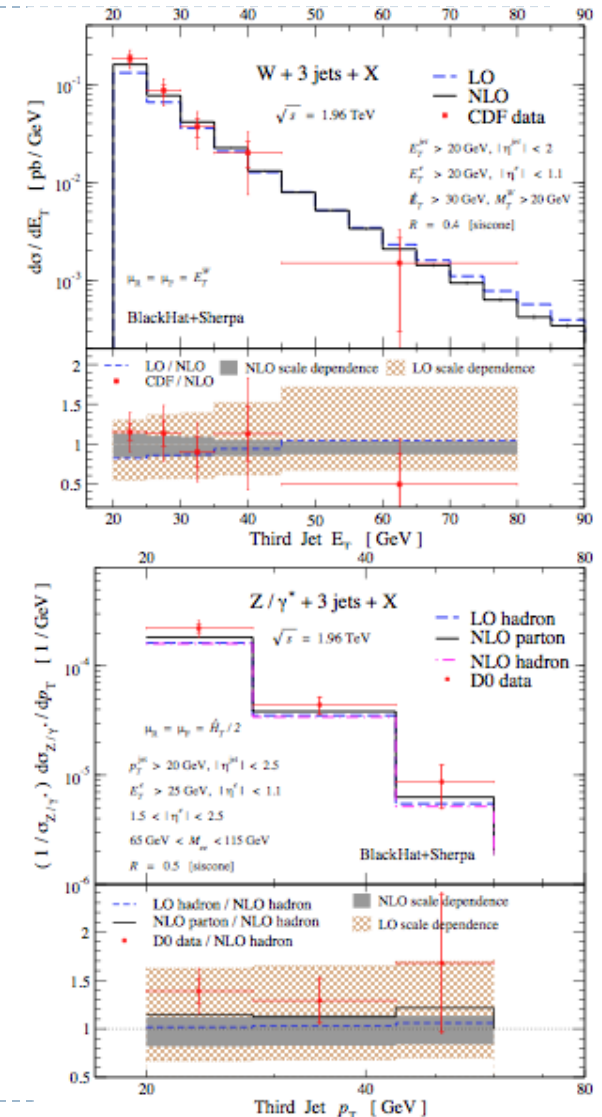 20 30 40 50 60 70 80 90
W + 3 jets + X
LO
NLO
CDF data
√s = 1.96 TeV
E_T^jet > 20 GeV, |η^jet| < 2
E_T^e > 20 GeV, |η^e| < 1.1
E̸_T > 30 GeV, M_T^W > 20 GeV
R = 0.4 [siscone]
10^-1
10^-2
10^-3
dσ / dE_T [ pb / GeV ]
μ_R = μ_F = E_T^W
BlackHat+Sherpa
LO / NLO
CDF / NLO
NLO scale dependence
LO scale dependence
2
1.5
1
0.5
20 30 40 50 60 70 80 90
Third Jet E_T [ GeV ]
20 40 80
Z / γ* + 3 jets + X
√s = 1.96 TeV
LO hadron
NLO parton
NLO hadron
D0 data
10^-4
10^-5
10^-6
(1/σ_Z/γ*) dσ_Z/γ* / dp_T [ 1 / GeV ]
μ_R = μ_F = Ĥ_T / 2
p_T^jet > 20 GeV, |η^jet| < 2.5
E_T^e > 25 GeV, |η^e| < 1.1
1.5 < |η^e| < 2.5
65 GeV < M_ee < 115 GeV
R = 0.5 [siscone]
BlackHat+Sherpa
LO hadron / NLO hadron
NLO parton / NLO hadron
D0 data / NLO hadron
NLO scale dependence
LO scale dependence
2
1.5
1
0.5
20 40 80
Third Jet p_T [ GeV ]